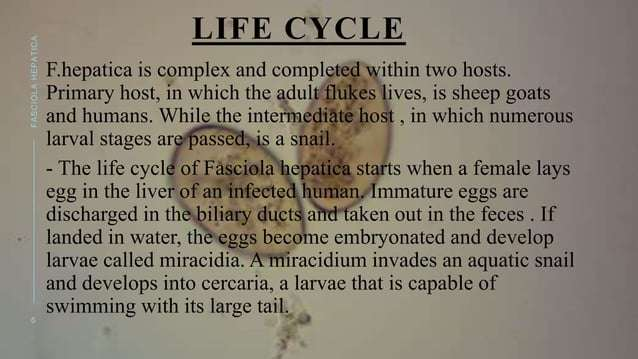 LIFE CYCLE
FASCIOLA HEPATICA
F.hepatica is complex and completed within two hosts.
Primary host, in which the adult flukes lives, is sheep goats
and humans. While the intermediate host , in which numerous
larval stages are passed, is a snail.
- The life cycle of Fasciola hepatica starts when a female lays
egg in the liver of an infected human. Immature eggs are
discharged in the biliary ducts and taken out in the feces . If
landed in water, the eggs become embryonated and develop
larvae called miracidia. A miracidium invades an aquatic snail
and develops into cercaria, a larvae that is capable of
swimming with its large tail.